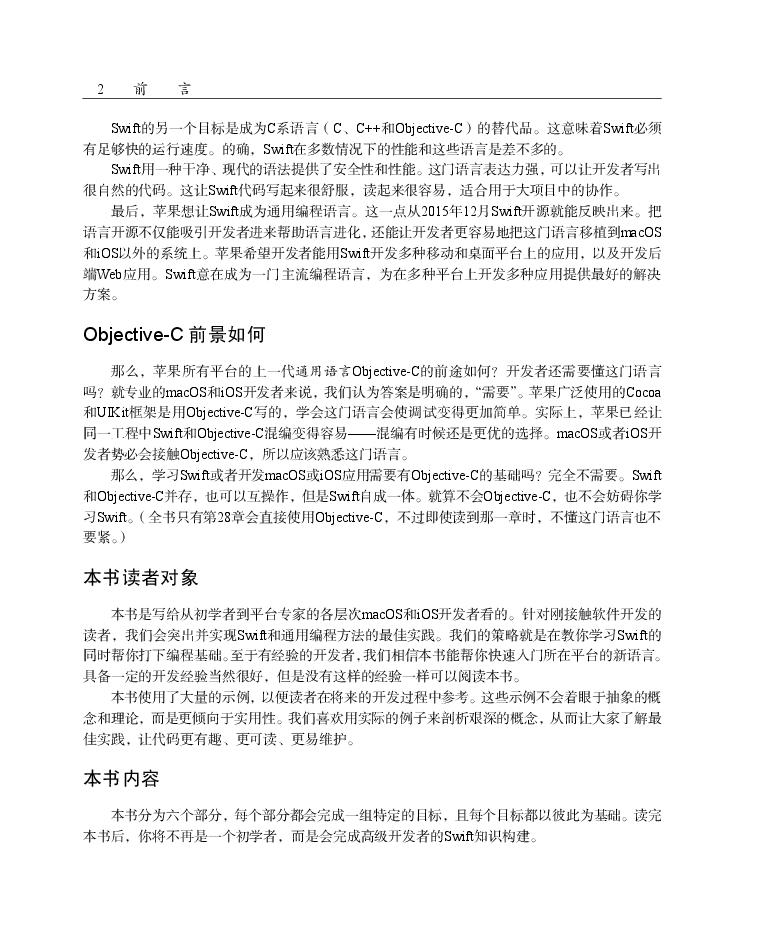 2 前 言
Swift的另一个目标是成为C系语言（C、C++和Objective-C）的替代品。这意味着Swift必须
有足够快的运行速度。的确，Swift在多数情况下的性能和这些语言是差不多的。
Swift用一种干净、现代的语法提供了安全性和性能。这门语言表达力强，可以让开发者写出
很自然的代码。这让Swift代码写起来很舒服，读起来很容易，适合用于大项目中的协作。
最后，苹果想让Swift成为通用编程语言。这一点从2015年12月Swift开源就能反映出来。把
语言开源不仅能吸引开发者进来帮助语言进化，还能让开发者更容易地把这门语言移植到macOS
和iOS以外的系统上。苹果希望开发者能用Swift开发多种移动和桌面平台上的应用，以及开发后
端Web应用。Swift意在成为一门主流编程语言，为在多种平台上开发多种应用提供最好的解决
方案。
Objective-C 前景如何
那么，苹果所有平台的上一代通用语言Objective-C的前途如何？开发者还需要懂这门语言
吗？就专业的macOS和iOS开发者来说，我们认为答案是明确的，“需要”。苹果广泛使用的Cocoa
和UIKit框架是用Objective-C写的，学会这门语言会使调试变得更加简单。实际上，苹果已经让
同一工程中Swift和Objective-C混编变得容易——混编有时候还是更优的选择。macOS或者iOS开
发者势必会接触Objective-C，所以应该熟悉这门语言。
那么，学习Swift或者开发macOS或iOS应用需要有Objective-C的基础吗？完全不需要。Swift
和Objective-C并存，也可以互操作，但是Swift自成一体。就算不会Objective-C，也不会妨碍你学
习Swift。（全书只有第28章会直接使用Objective-C，不过即使读到那一章时，不懂这门语言也不
要紧。）
本书读者对象
本书是写给从初学者到平台专家的各层次macOS和iOS开发者看的。针对刚接触软件开发的
读者，我们会突出并实现Swift和通用编程方法的最佳实践。我们的策略就是在教你学习Swift的
同时帮你打下编程基础。至于有经验的开发者，我们相信本书能帮你快速入门所在平台的新语言。
具备一定的开发经验当然很好，但是没有这样的经验一样可以阅读本书。
本书使用了大量的示例，以便读者在将来的开发过程中参考。这些示例不会着眼于抽象的概
念和理论，而是更倾向于实用性。我们喜欢用实际的例子来剖析艰深的概念，从而让大家了解最
佳实践，让代码更有趣、更可读、更易维护。
本书内容
本书分为六个部分，每个部分都会完成一组特定的目标，且每个目标都以彼此为基础。读完
本书后，你将不再是一个初学者，而是会完成高级开发者的Swift知识构建。